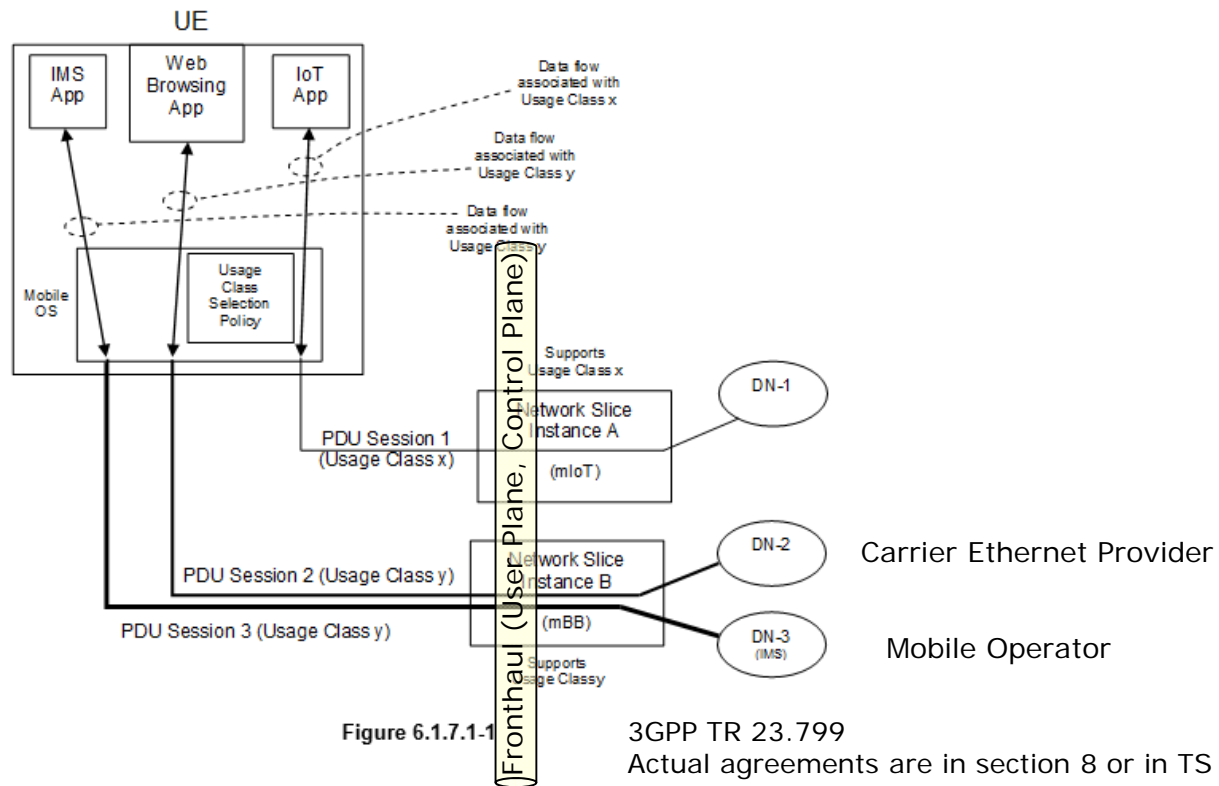 UE
IMS
App
Web
Browsing
App
IoT
App
Data flow
associated with
Usage Class x
Data flow
associated with
Usage Class y
Data flow
associated with
Usage Class y
Mobile
OS
Usage
Class
Selection
Policy
Fronthaul (User Plane, Control Plane)
Supports
Usage Class x
Network Slice
Instance A
(mIoT)
DN-1
PDU Session 1
(Usage Class x)
Network Slice
Instance B
(mBB)
Supports
Usage Class y
PDU Session 2 (Usage Class y)
PDU Session 3 (Usage Class y)
DN-2
Carrier Ethernet Provider
DN-3
(IMS)
Mobile Operator
Figure 6.1.7.1-1
3GPP TR 23.799
Actual agreements are in section 8 or in TS